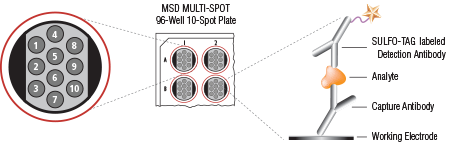 MSD MULTI-SPOT
96-Well 10-Spot Plate
1 2
A
B
4
1 8
5
2 9
6
3 10
7
SULFO-TAG labeled
Detection Antibody
Analyte
Capture Antibody
Working Electrode